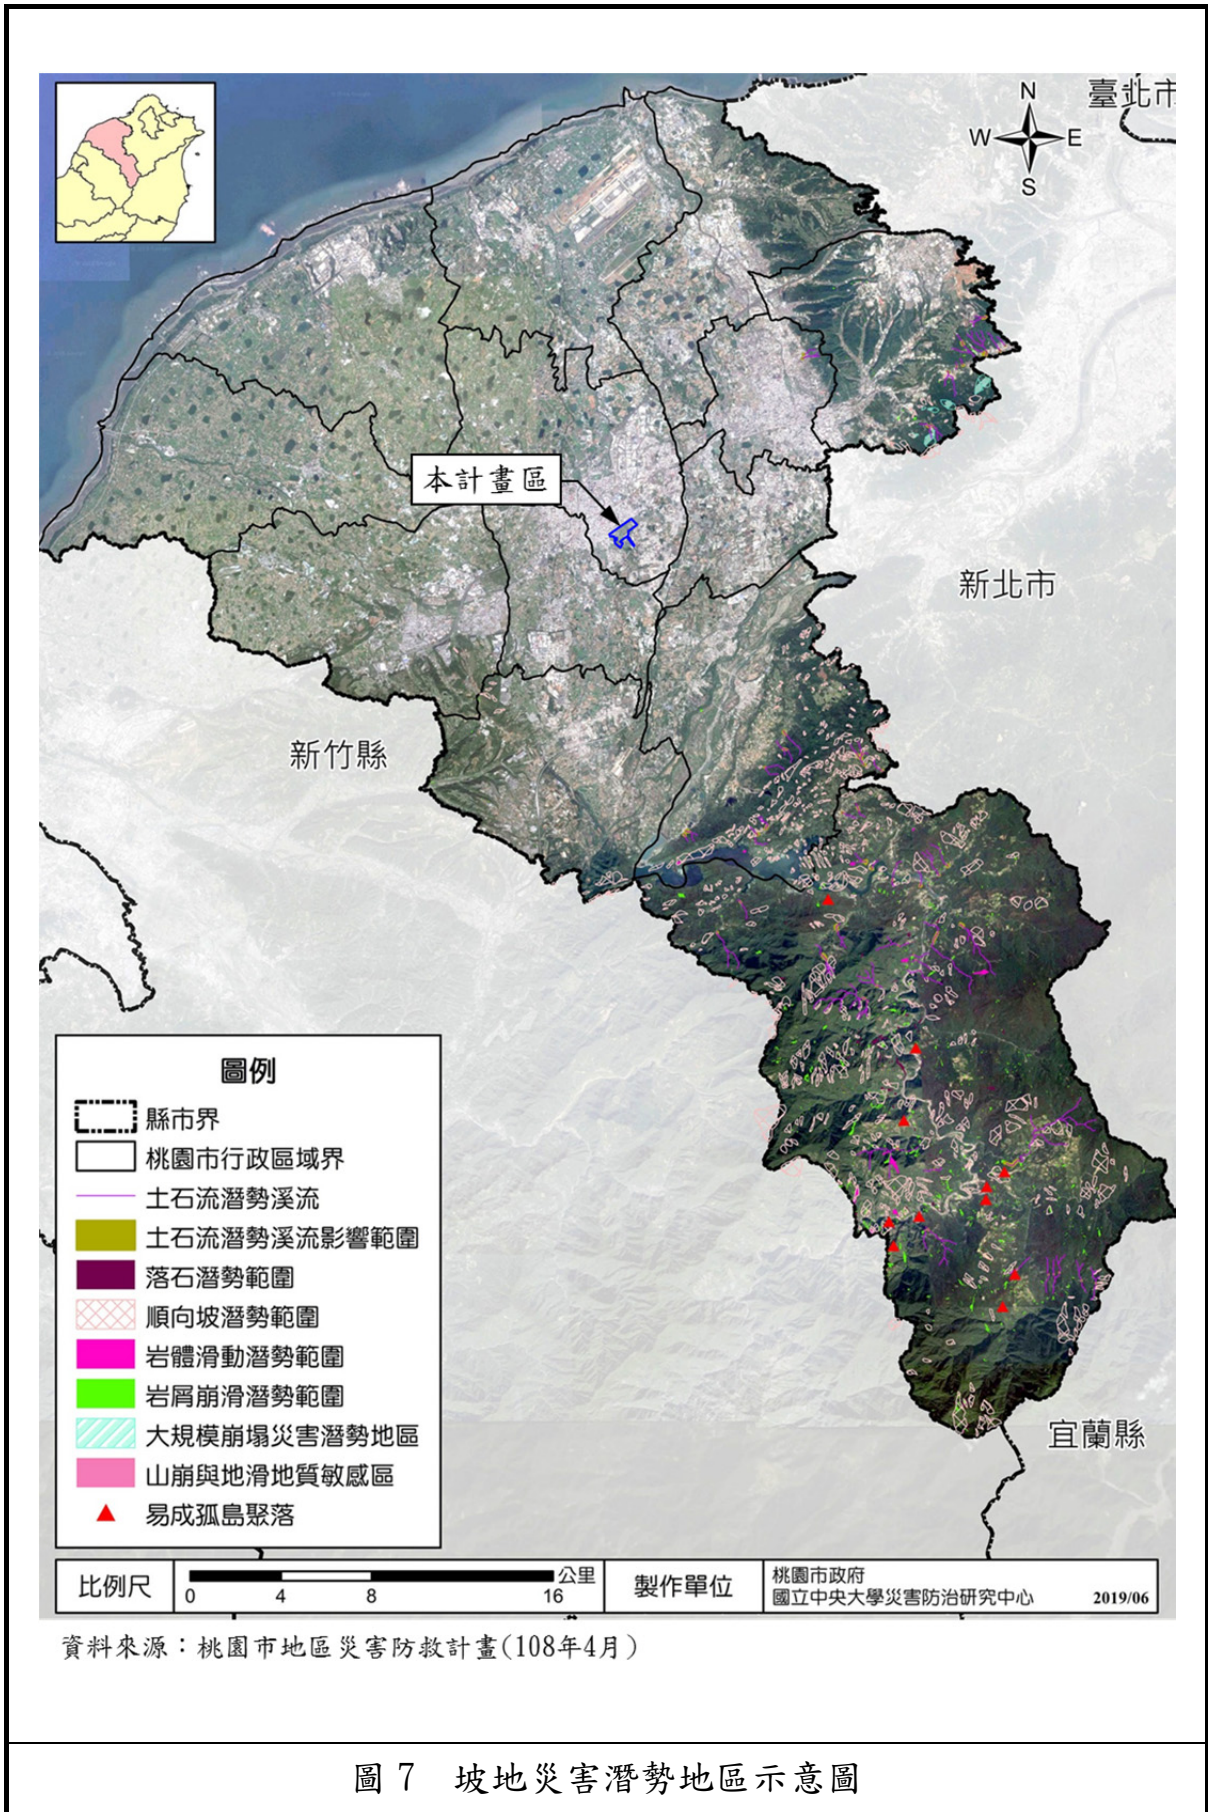 N
臺北市
W
E
S
本計畫區
新北市
新竹縣
圖例
縣市界
桃園市行政區域界
土石流潛勢溪流
土石流潛勢溪流影響範圍
落石潛勢範圍
順向坡潛勢範圍
岩體滑動潛勢範圍
岩屑崩滑潛勢範圍
大規模崩塌災害潛勢地區
山崩與地滑地質敏感區
易成孤島聚落
宜蘭縣
比例尺
0 4 8 16 公里
製作單位
桃園市政府
國立中央大學災害防治研究中心 2019/06
資料來源：桃園市地區災害防救計畫(108年4月)
圖 7 坡地災害潛勢地區示意圖